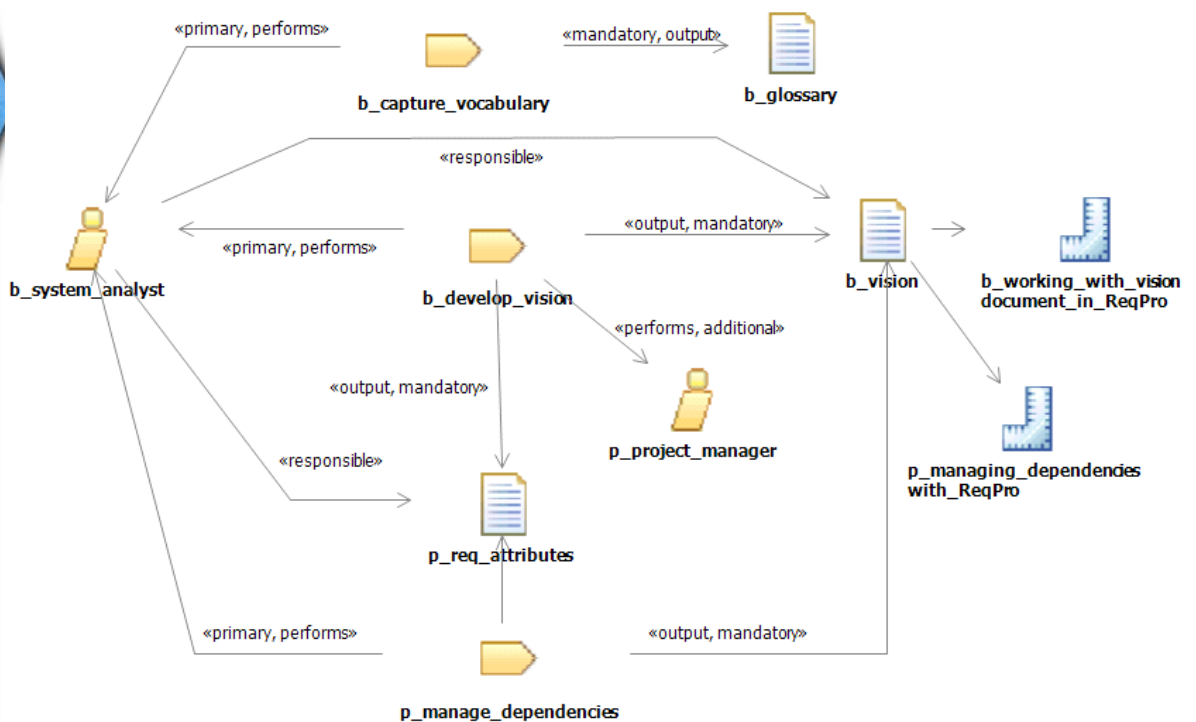 «primary, performs»
«mandatory, output»
b_capture_vocabulary
b_glossary
«responsible»
«primary, performs»
«output, mandatory»
b_system_analyst
b_develop_vision
b_vision
b_working_with_vision
document_in_ReqPro
«performs, additional»
«output, mandatory»
p_project_manager
p_managing_dependencies
with_ReqPro
«responsible»
p_req_attributes
«primary, performs»
«output, mandatory»
p_manage_dependencies